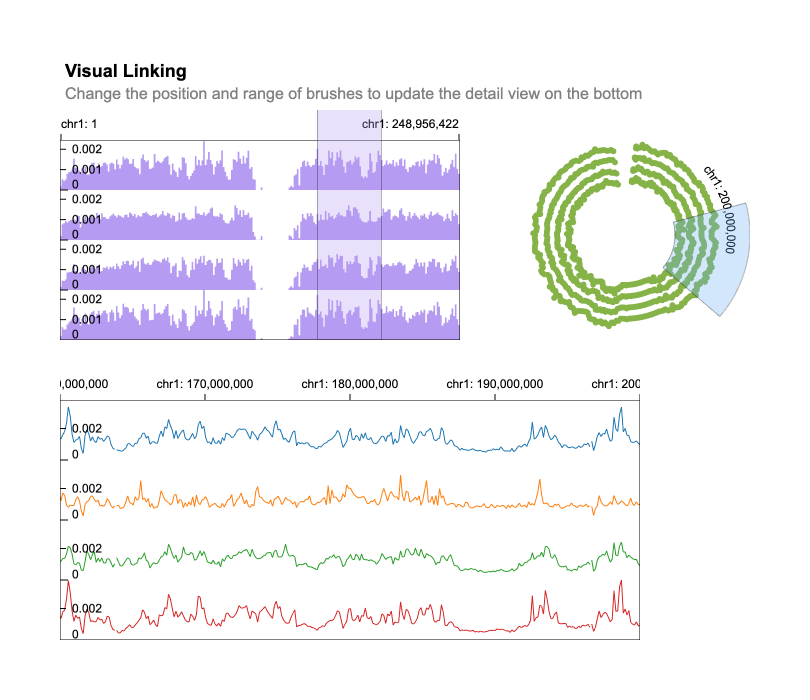 Visual Linking
Change the position and range of brushes to update the detail view on the bottom
chr1: 1
chr1: 248,956,422
0.002
0.001
0
0.002
0.001
0
0.002
0.001
0
0.002
0.001
0
chr1: 200,000,000
0,000,000
chr1: 170,000,000
chr1: 180,000,000
chr1: 190,000,000
chr1: 200
0.002
0
0.002
0
0.002
0
0.002
0